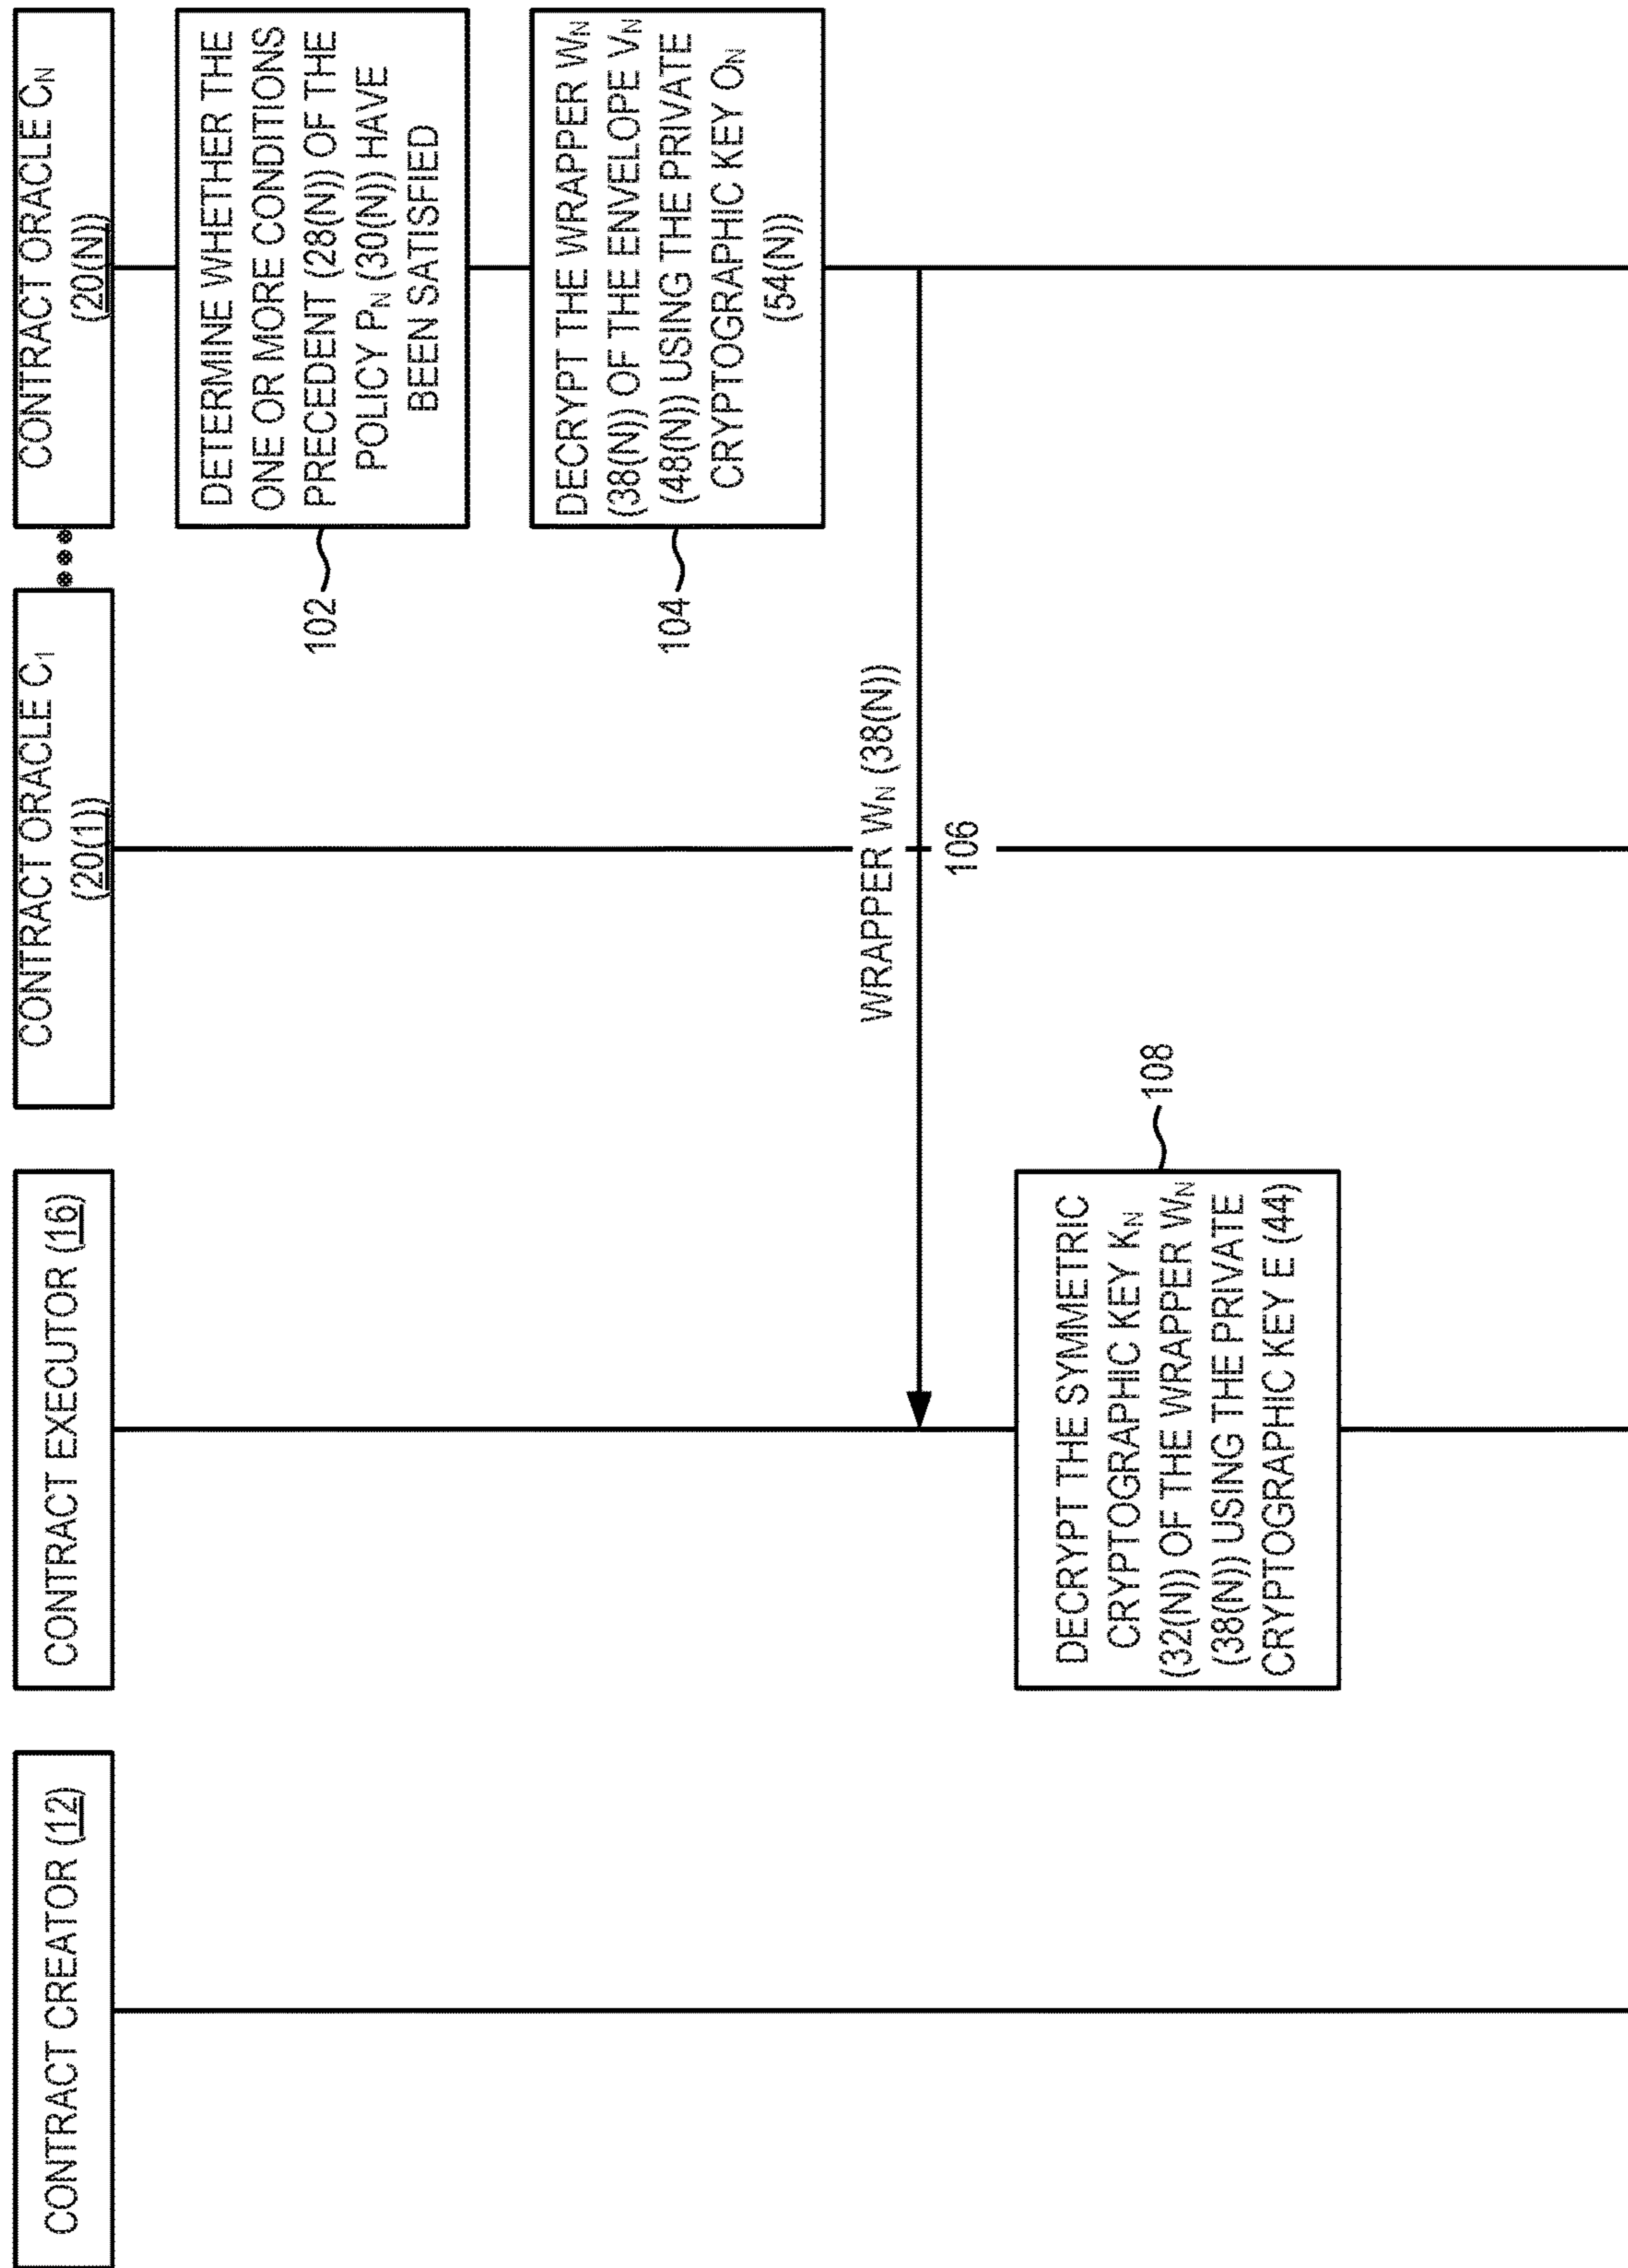 CONTRACT CREATOR (12)
CONTRACT EXECUTOR (16)
CONTRACT ORACLE C₁
(20(1))
CONTRACT ORACLE Cₙ
(20(N))
DETERMINE WHETHER THE
ONE OR MORE CONDITIONS
PRECEDENT (28(N)) OF THE
POLICY Pₙ (30(N)) HAVE
BEEN SATISFIED
102
DECRYPT THE WRAPPER Wₙ
(38(N)) OF THE ENVELOPE Vₙ
(48(N)) USING THE PRIVATE
CRYPTOGRAPHIC KEY Oₙ
(54(N))
104
WRAPPER Wₙ (38(N))
106
DECRYPT THE SYMMETRIC
CRYPTOGRAPHIC KEY Kₙ
(32(N)) OF THE WRAPPER Wₙ
(38(N)) USING THE PRIVATE
CRYPTOGRAPHIC KEY E (44)
108